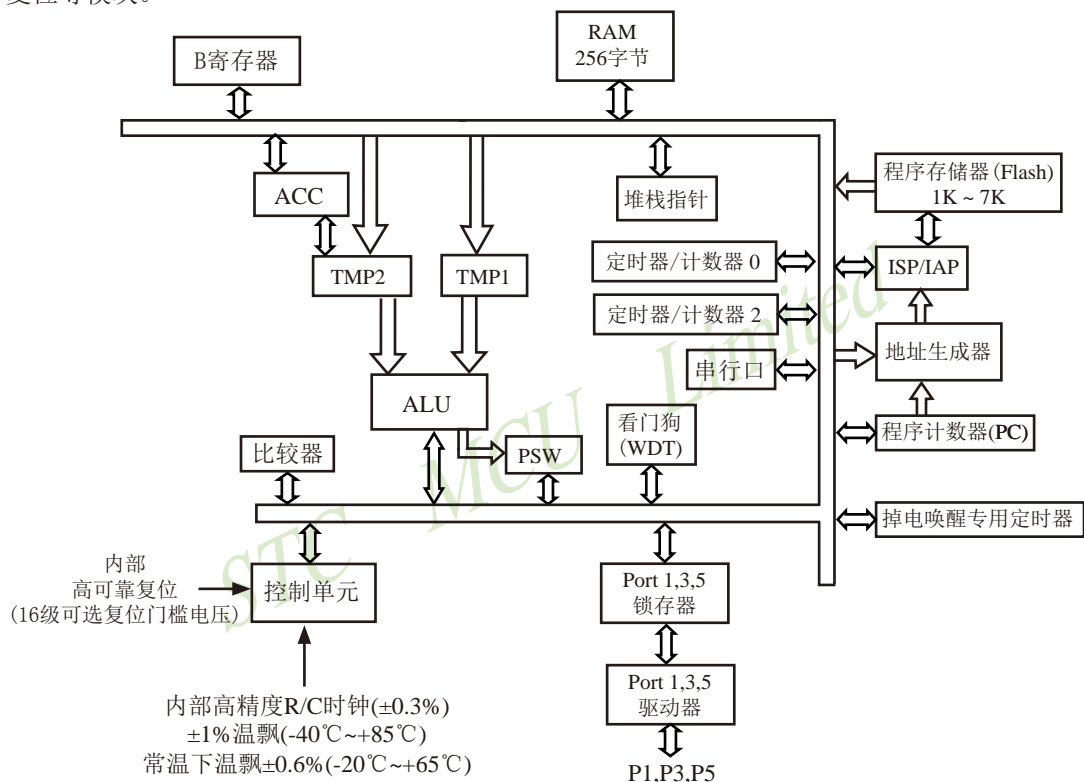 复位等模块。
B寄存器
RAM
256字节
ACC
堆栈指针
程序存储器(Flash)
1K ~ 7K
TMP2
TMP1
定时器/计数器 0
ISP/IAP
定时器/计数器 2
地址生成器
串行口
ALU
看门狗
(WDT)
程序计数器(PC)
比较器
PSW
掉电唤醒专用定时器
内部
高可靠复位
(16级可选复位门槛电压)
控制单元
Port 1,3,5
锁存器
Port 1,3,5
驱动器
内部高精度R/C时钟(±0.3%)
±1%温飘(-40℃~+85℃)
常温下温飘±0.6%(-20℃~+65℃)
P1,P3,P5
STC MCU Limited